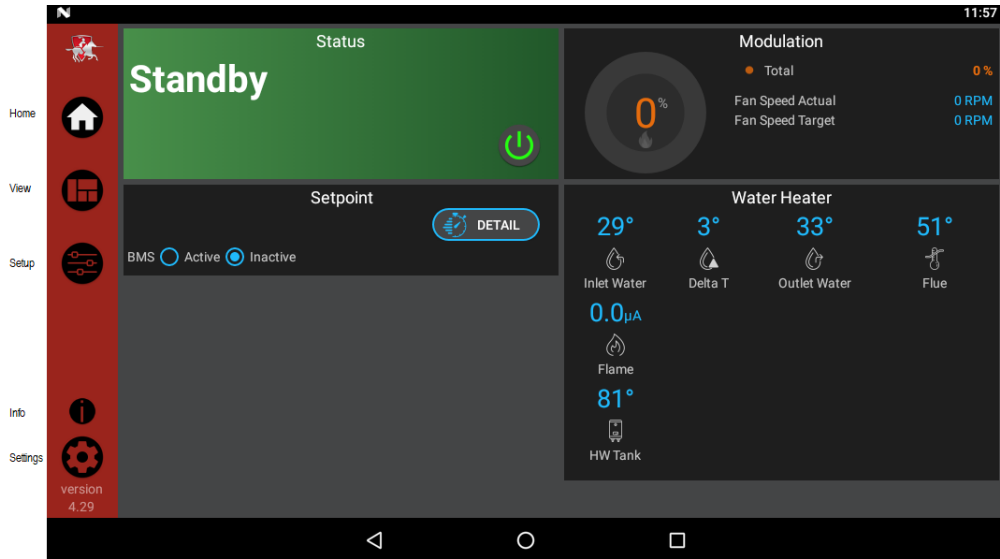 11:57
Home
View
Setup
Info
Settings
version
4.29
Status
Standby
Modulation
0%
Total 0 %
Fan Speed Actual 0 RPM
Fan Speed Target 0 RPM
Setpoint
DETAIL
BMS Active Inactive
Water Heater
29° 3° 33° 51°
Inlet Water Delta T Outlet Water Flue
0.0µA
Flame
81°
HW Tank